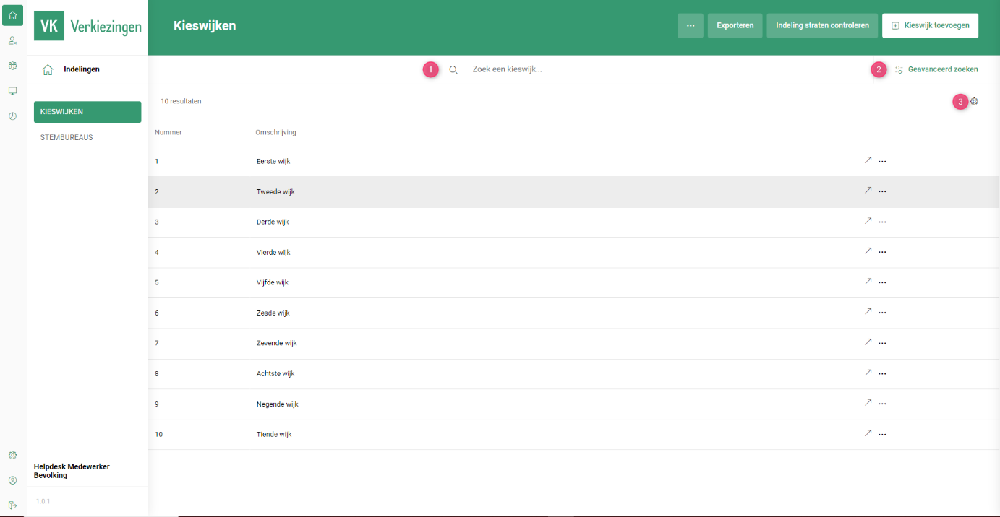 VK Verkiezingen
Kieswijken
...
Exporteren
Indeling straten controleren
Kieswijk toevoegen
Indelingen
1
Zoek een kieswijk...
2
Geavanceerd zoeken
KIESWIJKEN
STEMBUREAUS
10 resultaten
3
Nummer Omschrijving
1 Eerste wijk ...
2 Tweede wijk ...
3 Derde wijk ...
4 Vierde wijk ...
5 Vijfde wijk ...
6 Zesde wijk ...
7 Zevende wijk ...
8 Achtste wijk ...
9 Negende wijk ...
10 Tiende wijk ...
Helpdesk Medewerker
Bevolking
1.0.1